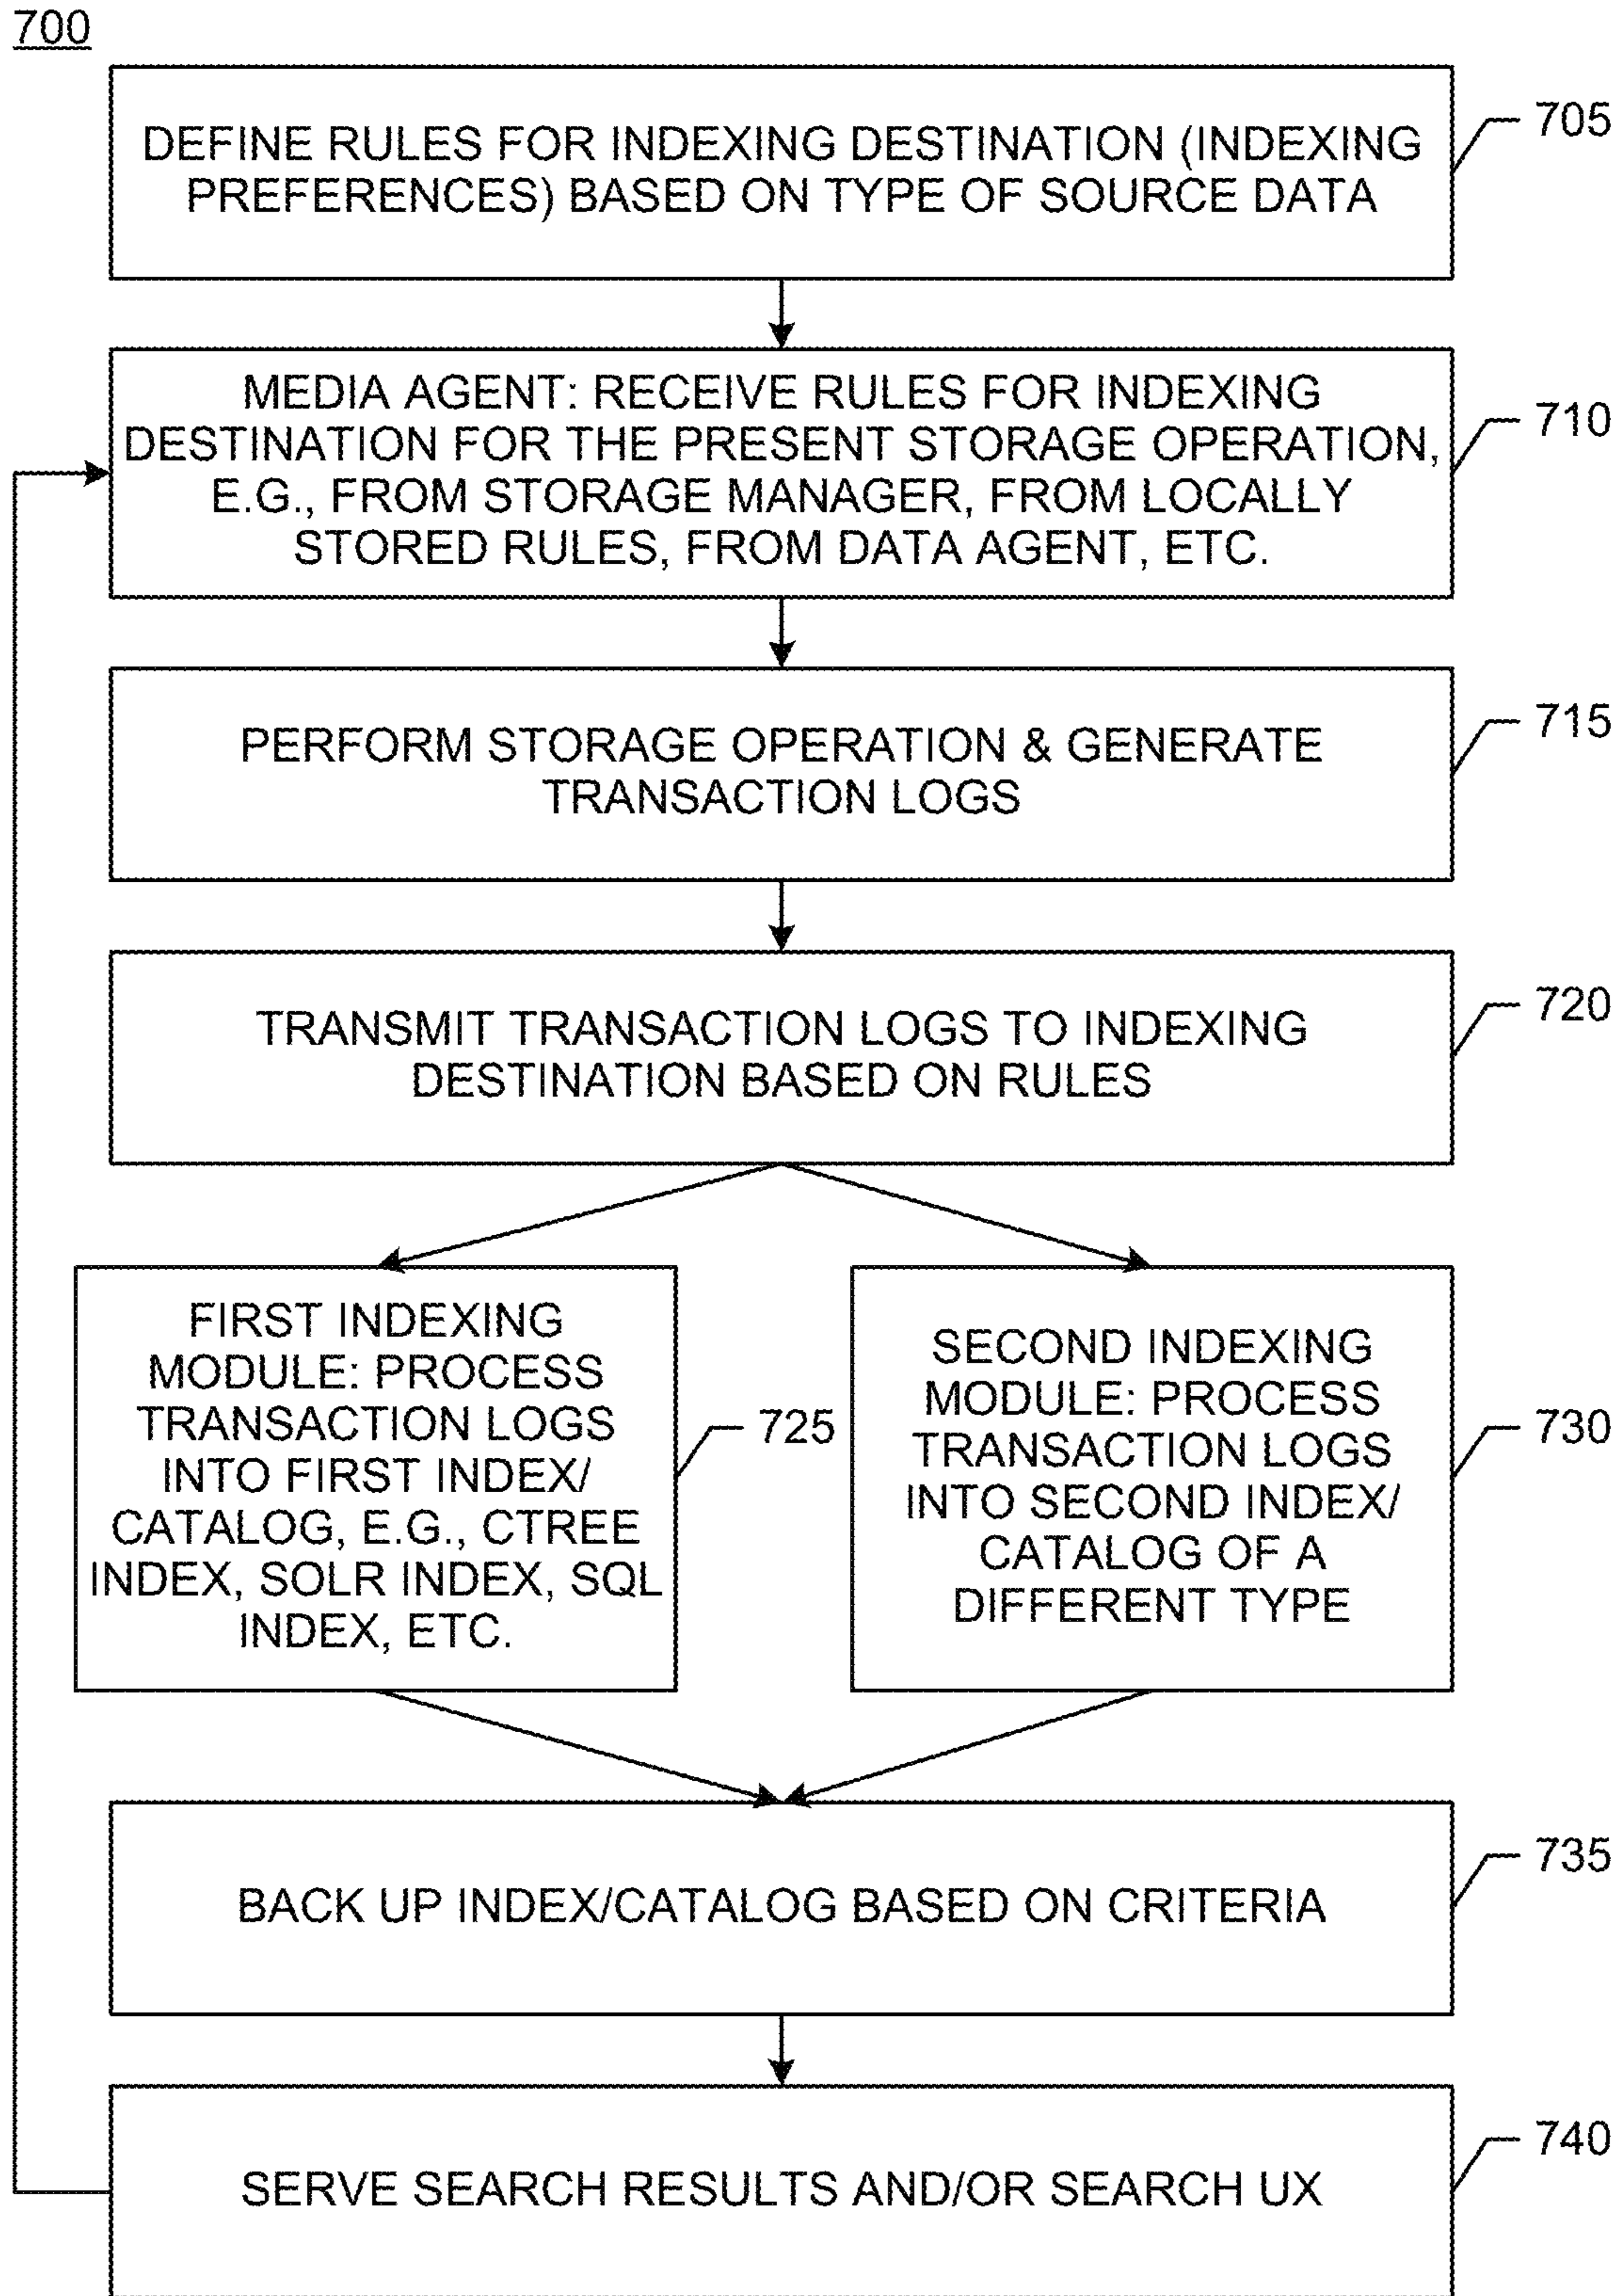 700
DEFINE RULES FOR INDEXING DESTINATION (INDEXING
PREFERENCES) BASED ON TYPE OF SOURCE DATA
705
MEDIA AGENT: RECEIVE RULES FOR INDEXING
DESTINATION FOR THE PRESENT STORAGE OPERATION,
E.G., FROM STORAGE MANAGER, FROM LOCALLY
STORED RULES, FROM DATA AGENT, ETC.
710
PERFORM STORAGE OPERATION & GENERATE
TRANSACTION LOGS
715
TRANSMIT TRANSACTION LOGS TO INDEXING
DESTINATION BASED ON RULES
720
FIRST INDEXING
MODULE: PROCESS
TRANSACTION LOGS
INTO FIRST INDEX/
CATALOG, E.G., CTREE
INDEX, SOLR INDEX, SQL
INDEX, ETC.
725
SECOND INDEXING
MODULE: PROCESS
TRANSACTION LOGS
INTO SECOND INDEX/
CATALOG OF A
DIFFERENT TYPE
730
BACK UP INDEX/CATALOG BASED ON CRITERIA
735
SERVE SEARCH RESULTS AND/OR SEARCH UX
740